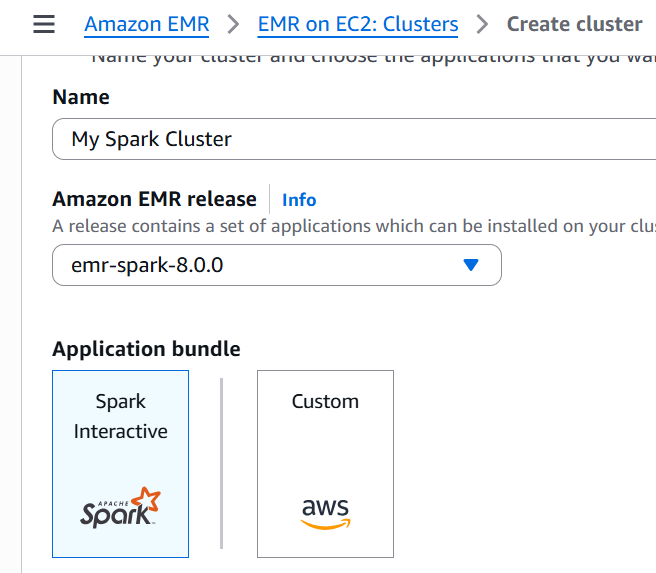 Amazon EMR > EMR on EC2: Clusters > Create cluster
Name your cluster and choose the applications that you wa
Name
My Spark Cluster
Amazon EMR release Info
A release contains a set of applications which can be installed on your clus
emr-spark-8.0.0
Application bundle
Spark
Interactive
APACHE
Spark
Custom
aws